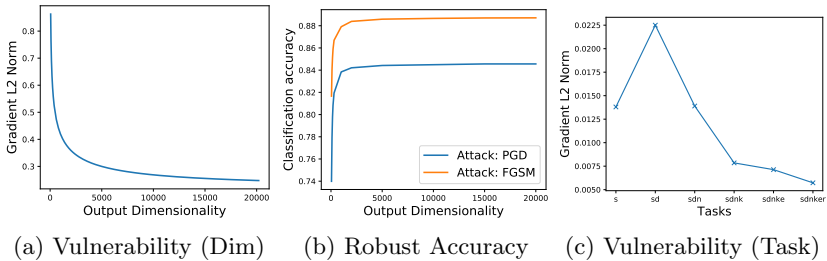 Gradient L2 Norm
0.8
0.7
0.6
0.5
0.4
0.3
0
5000
10000
15000
20000
Output Dimensionality
(a) Vulnerability (Dim)
Classification accuracy
0.88
0.86
0.84
0.82
0.80
0.78
0.76
0.74
Attack: PGD
Attack: FGSM
0
5000
10000
15000
20000
Output Dimensionality
(b) Robust Accuracy
Gradient L2 Norm
0.0225
0.0200
0.0175
0.0150
0.0125
0.0100
0.0075
0.0050
s
sd
sdn
sdnk
sdnke
sdnker
Tasks
(c) Vulnerability (Task)